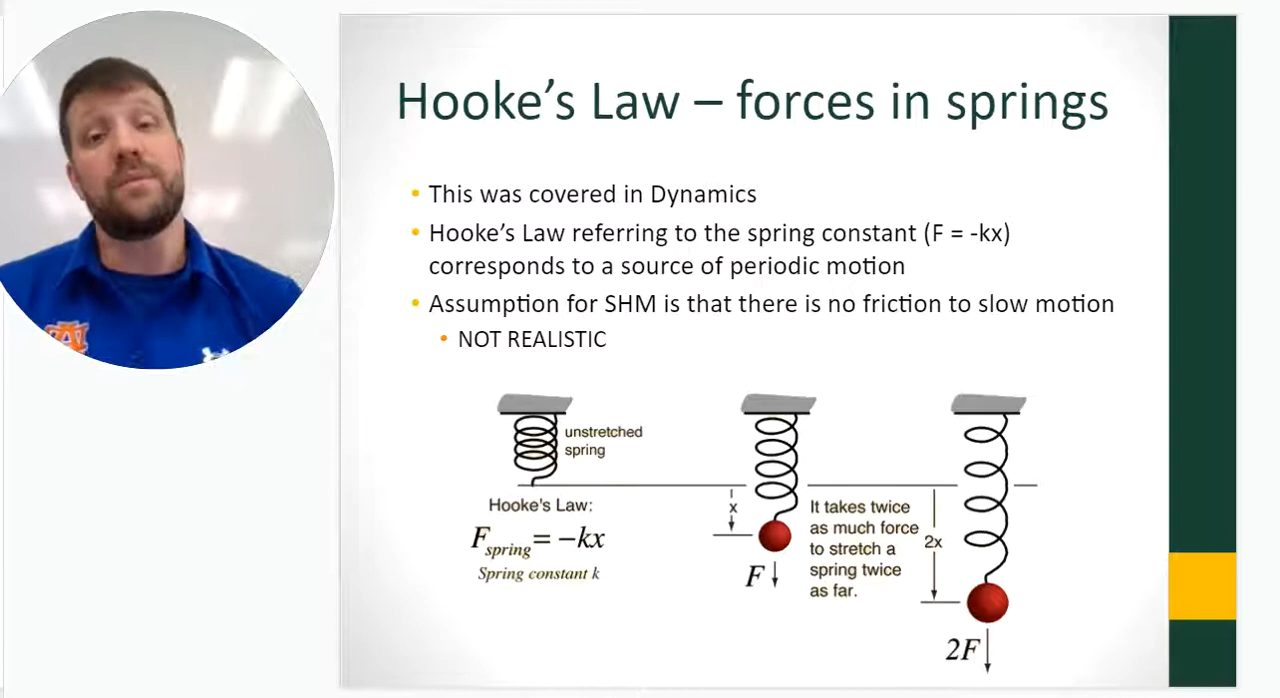 Hooke's Law – forces in springs
• This was covered in Dynamics
• Hooke's Law referring to the spring constant (F = -kx)
corresponds to a source of periodic motion
• Assumption for SHM is that there is no friction to slow motion
• NOT REALISTIC
unstretched
spring
Hooke's Law:
F spring = −kx
Spring constant k
x
F
It takes twice
as much force
to stretch a
spring twice
as far.
2x
2F